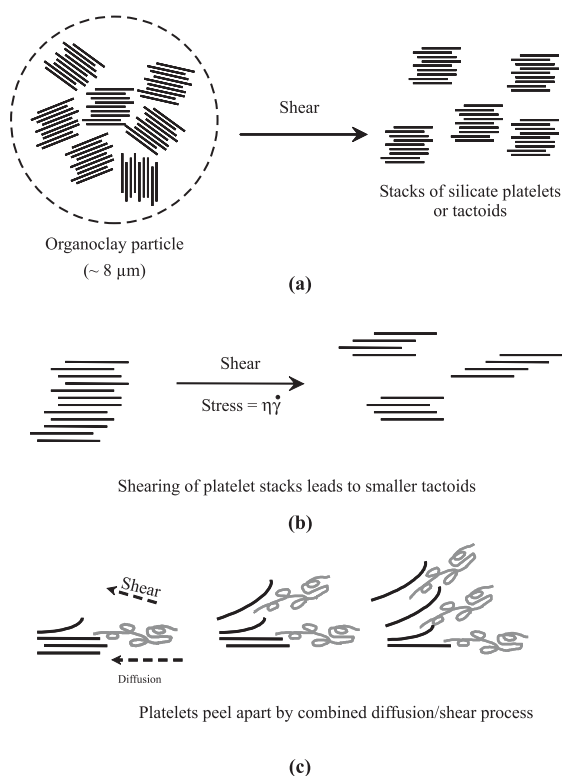 Shear
Stacks of silicate platelets
or tactoids
Organoclay particle
(~ 8 µm)
(a)
Shear
Stress = ηγ̇
Shearing of platelet stacks leads to smaller tactoids
(b)
Shear
Diffusion
Platelets peel apart by combined diffusion/shear process
(c)